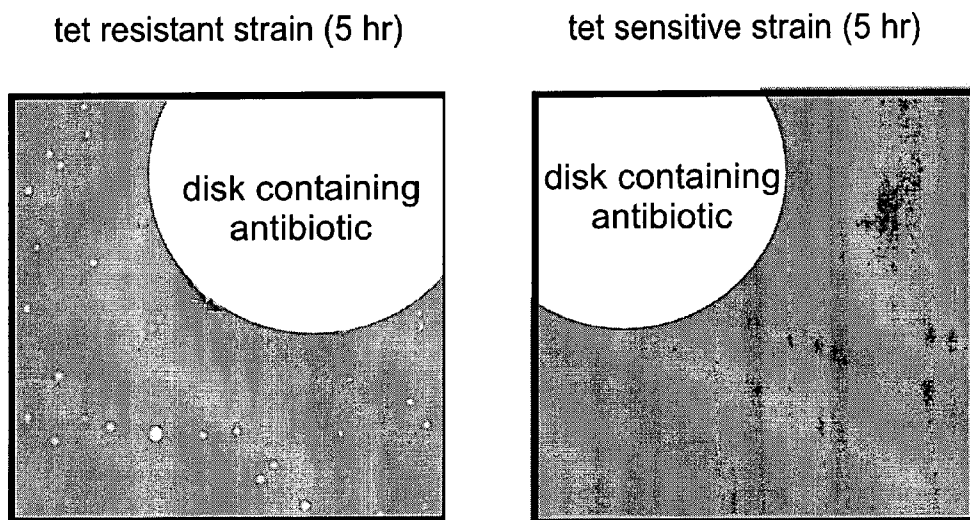 tet resistant strain (5 hr)
tet sensitive strain (5 hr)
disk containing
antibiotic
disk containing
antibiotic